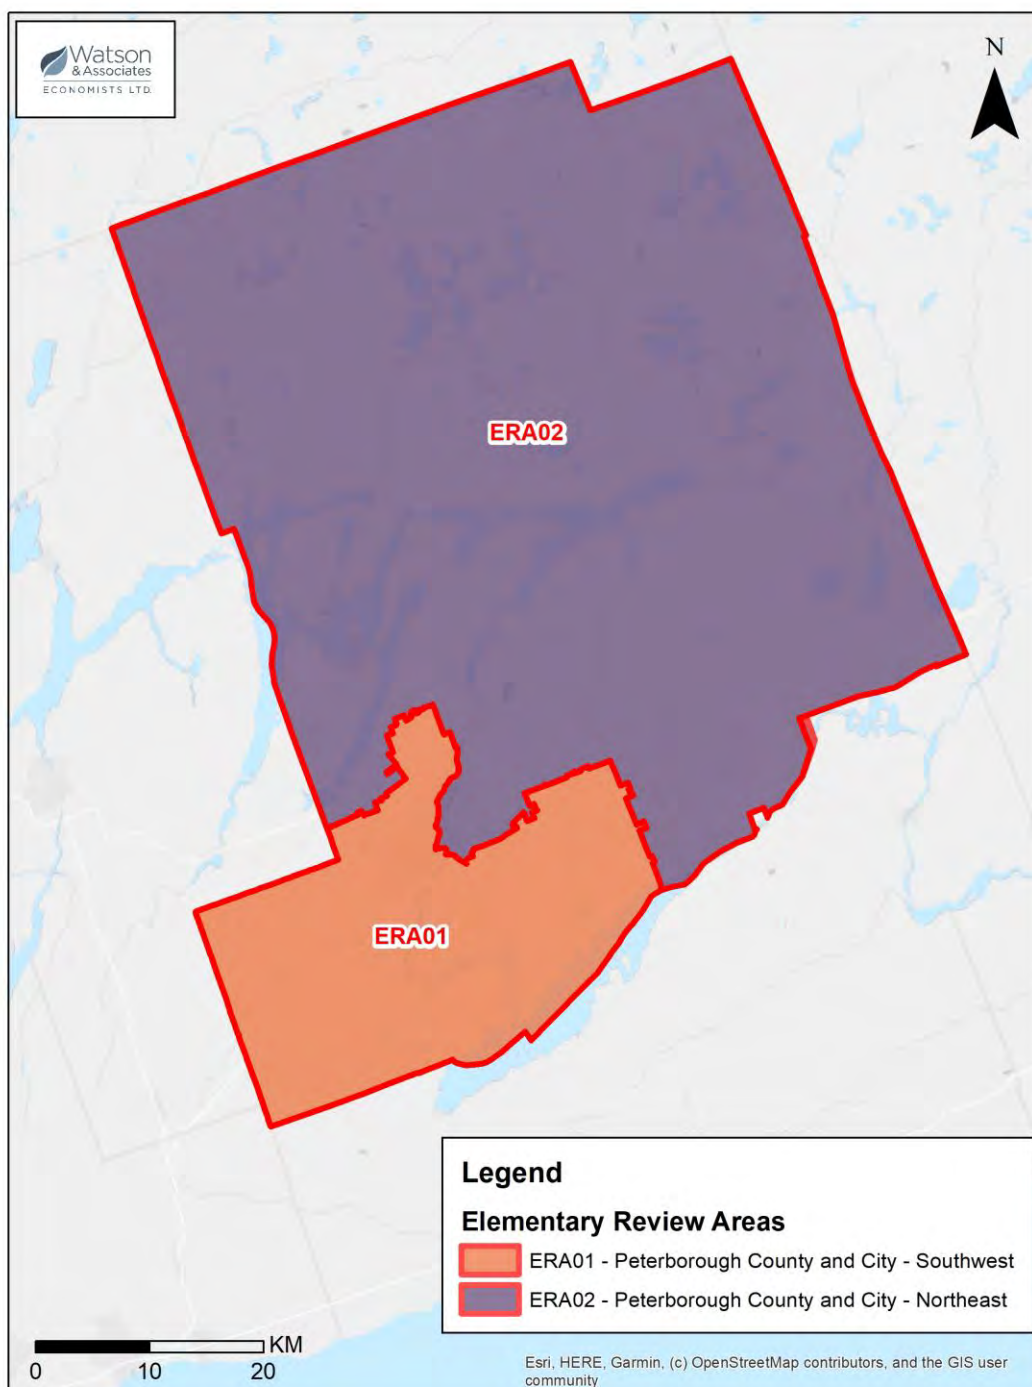 Watson
& Associates
ECONOMISTS LTD.
N
ERA02
ERA01
Legend
Elementary Review Areas
ERA01 - Peterborough County and City - Southwest
ERA02 - Peterborough County and City - Northeast
KM
0 10 20
Esri, HERE, Garmin, (c) OpenStreetMap contributors, and the GIS user
community